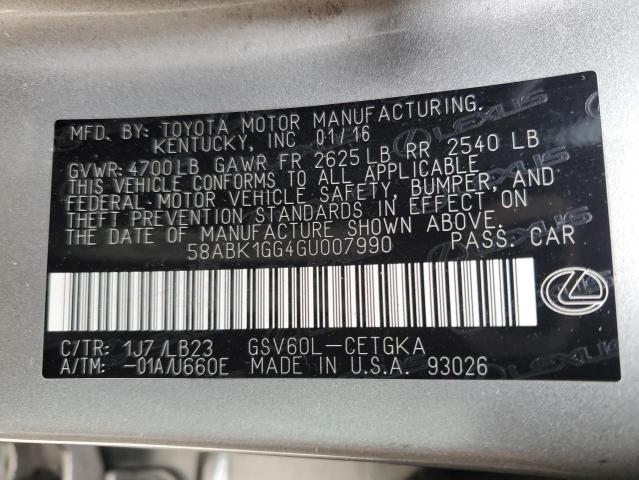 MFD. BY: TOYOTA MOTOR MANUFACTURING.
KENTUCKY, INC 01/16
GVWR: 4700LB GAWR FR 2625LB RR 2540 LB
THIS VEHICLE CONFORMS TO ALL APPLICABLE
FEDERAL MOTOR VEHICLE SAFETY, BUMPER, AND
THEFT PREVENTION STANDARDS IN EFFECT ON
THE DATE OF MANUFACTURE SHOWN ABOVE.
58ABK1GG4GU007990 PASS. CAR
C/TR: 1J7 /LB23 GSV60L-CETGKA
A/TM: -01A/U660E MADE IN U.S.A. 93026
LEXUS